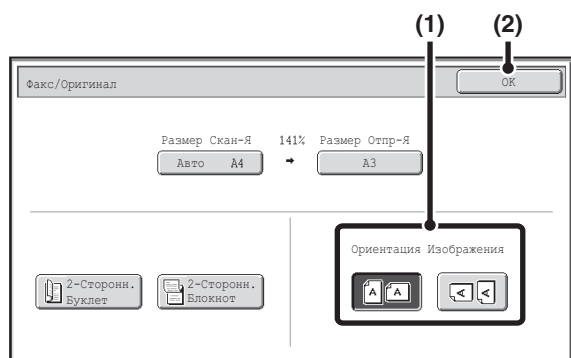 (1) (2)
Факс/Оригинал
OK
Размер Скан-Я 141% Размер Отпр-Я
Авто A4 → A3
Ориентация Изображения
2-Сторонн.
Буклет
2-Сторонн.
Блокнот
A A A A